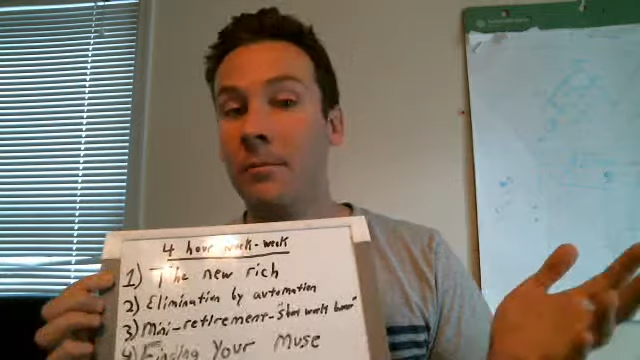 4 hour work-week
1) The new rich
2) Elimination by automation
3) Mini-retirement-
4) Finding Your Muse